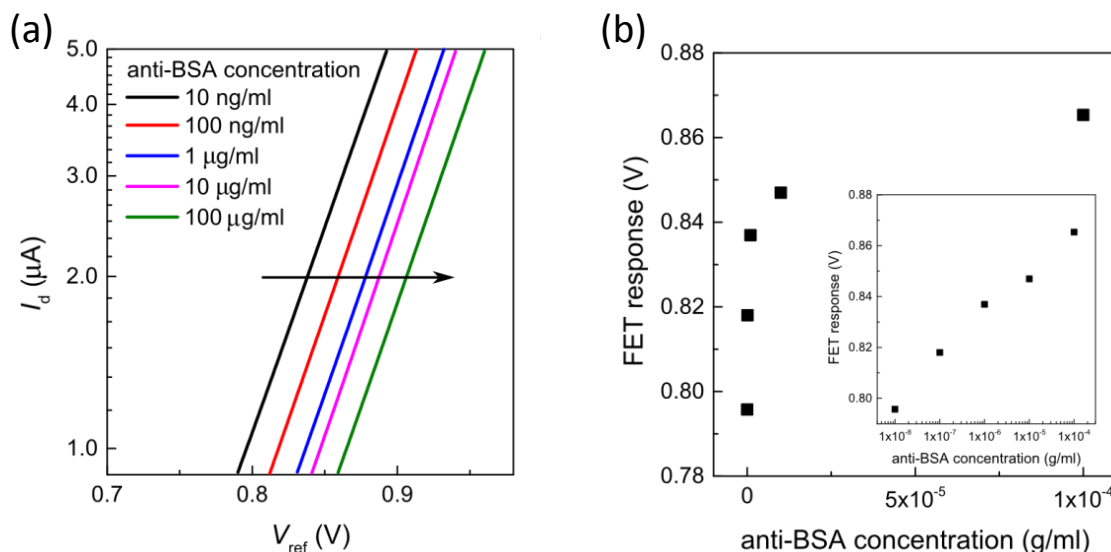 (a)
5.0
4.0
3.0
2.0
1.0
I_d (μA)
anti-BSA concentration
10 ng/ml
100 ng/ml
1 μg/ml
10 μg/ml
100 μg/ml
0.7
0.8
0.9
V_ref (V)
(b)
0.88
0.86
0.84
0.82
0.80
0.78
FET response (V)
0
5x10⁻⁵
1x10⁻⁴
anti-BSA concentration (g/ml)
0.88
0.86
0.84
0.82
0.80
FET response (V)
1x10⁻⁸
1x10⁻⁷
1x10⁻⁶
1x10⁻⁵
1x10⁻⁴
anti-BSA concentration (g/ml)